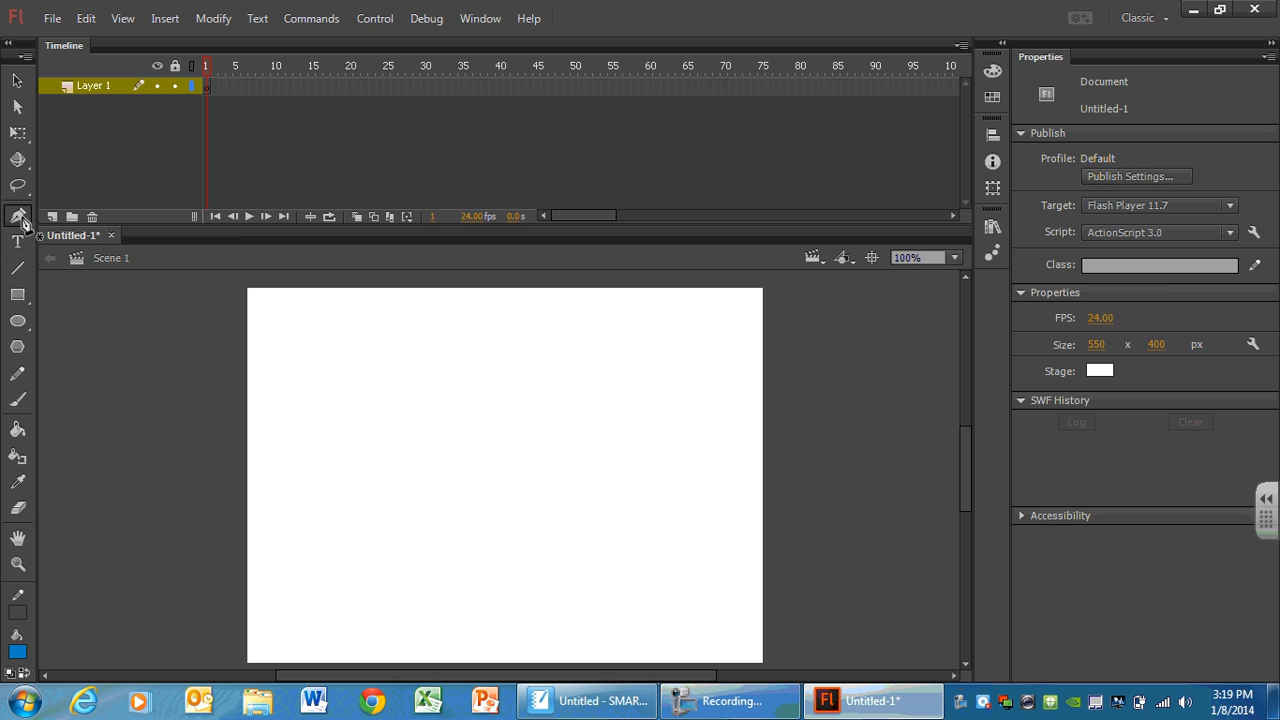 Fl File Edit View Insert Modify Text Commands Control Debug Window Help Classic
Timeline
1 5 10 15 20 25 30 35 40 45 50 55 60 65 70 75 80 85 90 95 10
Layer 1
1 24.00 fps 0.0 s
Untitled-1*
Scene 1
100%
T
Properties
Fl
Document
Untitled-1
Publish
Profile: Default
Publish Settings...
Target: Flash Player 11.7
Script: ActionScript 3.0
Class:
Properties
FPS: 24.00
Size: 550 x 400 px
Stage:
SWF History
Log Clear
Accessibility
Untitled - SMAR...
Recording...
Fl Untitled-1*
3:19 PM
1/8/2014